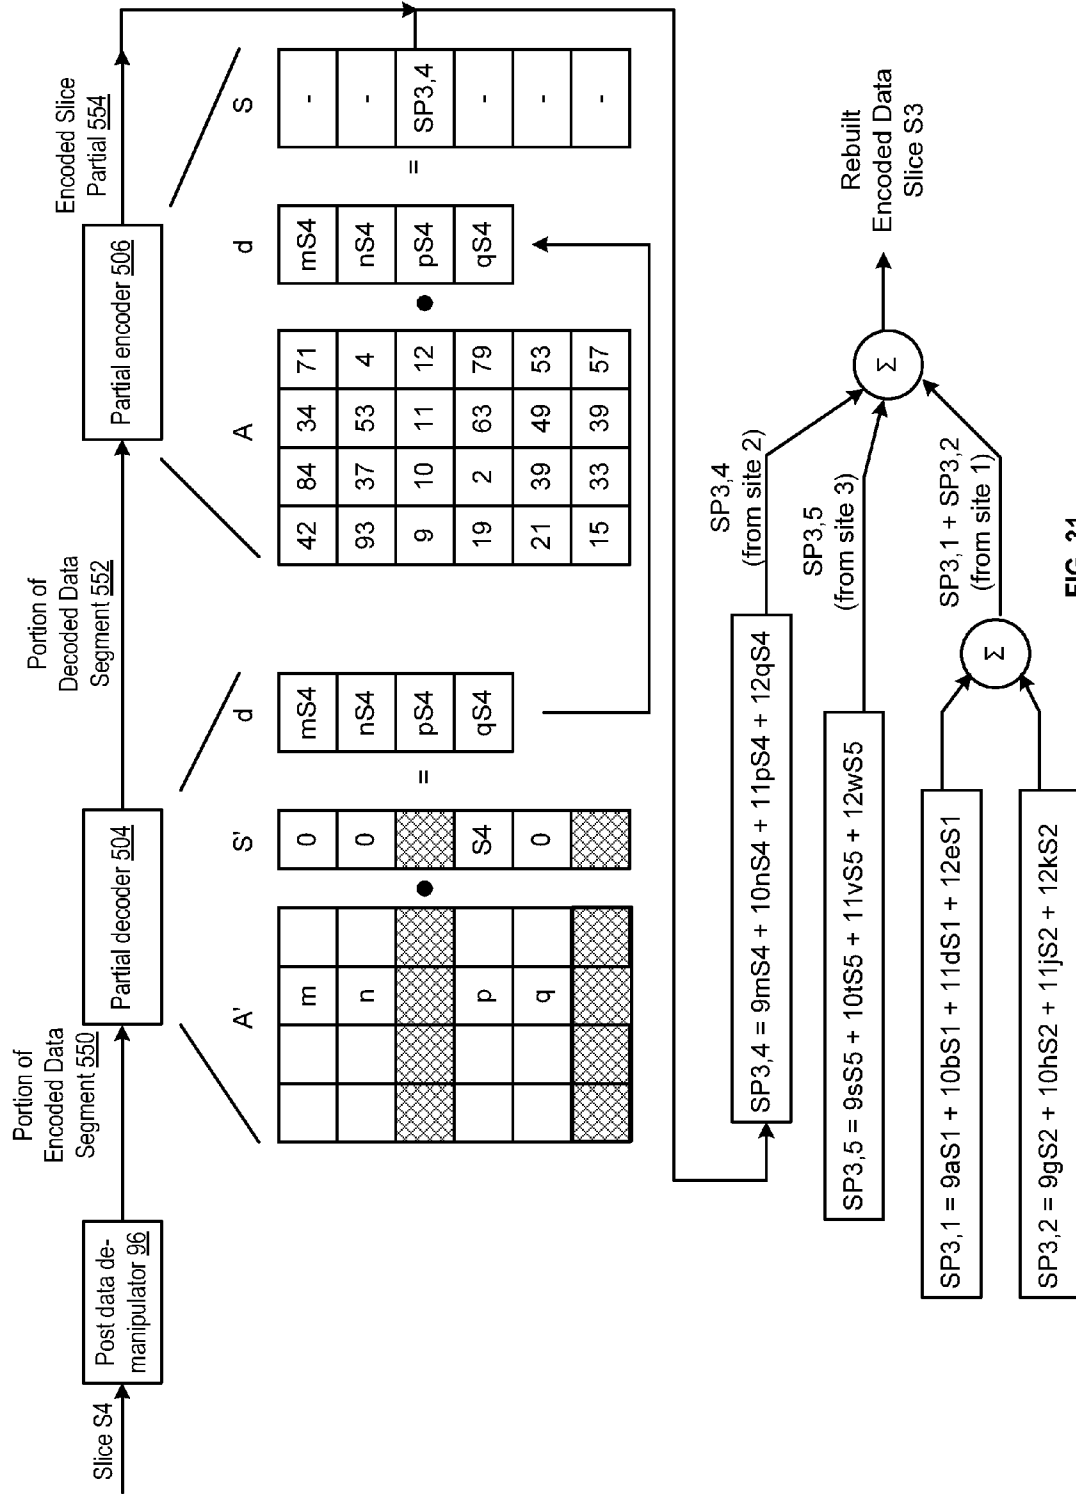 Slice S4
Post data de-
manipulator 96
Portion of
Encoded Data
Segment 550
Partial decoder 504
Portion of
Decoded Data
Segment 552
Partial encoder 506
Encoded Slice
Partial 554
A'
m
n
p
q
●
S'
0
0
S4
0
=
d
mS4
nS4
pS4
qS4
A
42 84 34 71
93 37 53 4
9 10 11 12
19 2 63 79
21 39 49 53
15 33 39 57
●
d
mS4
nS4
pS4
qS4
=
S
-
-
SP3,4
-
-
-
SP3,4 = 9mS4 + 10nS4 + 11pS4 + 12qS4
SP3,4
(from site 2)
SP3,5 = 9sS5 + 10tS5 + 11vS5 + 12wS5
SP3,5
(from site 3)
SP3,1 = 9aS1 + 10bS1 + 11dS1 + 12eS1
SP3,2 = 9gS2 + 10hS2 + 11jS2 + 12kS2
Σ
SP3,1 + SP3,2
(from site 1)
Σ
Rebuilt
Encoded Data
Slice S3